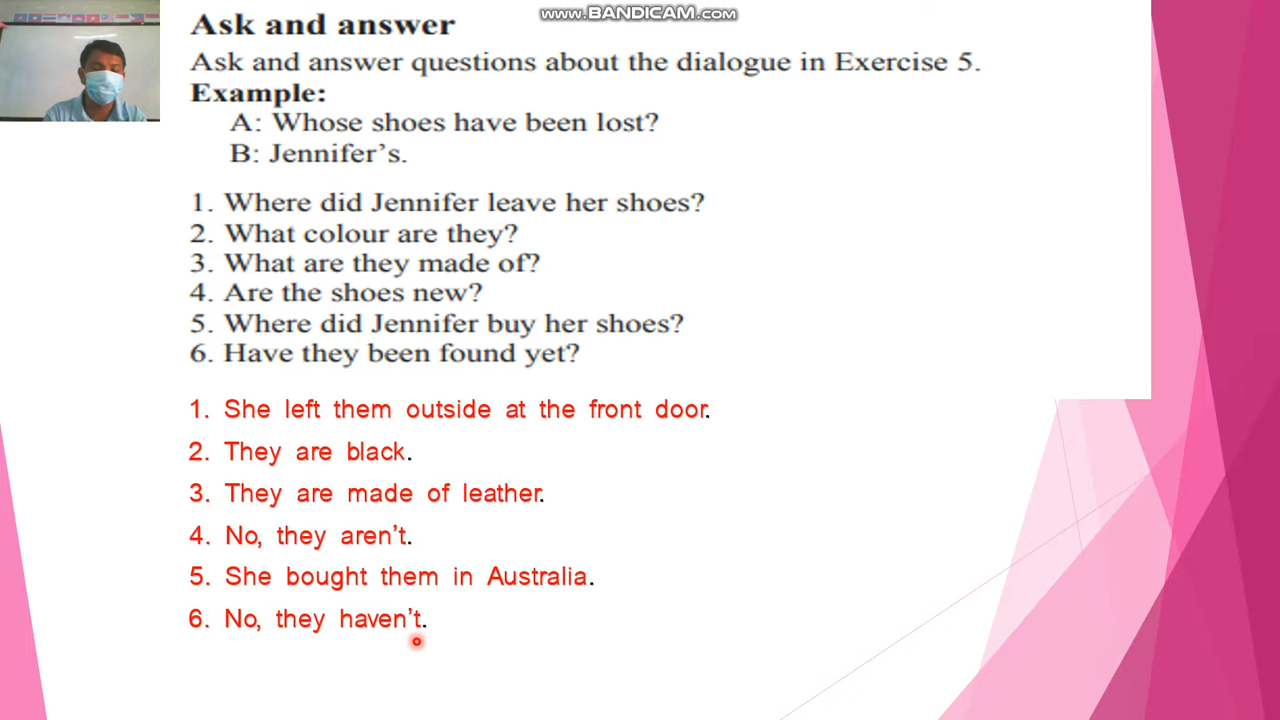 www.BANDICAM.com
Ask and answer
Ask and answer questions about the dialogue in Exercise 5.
Example:
A: Whose shoes have been lost?
B: Jennifer's.
1. Where did Jennifer leave her shoes?
2. What colour are they?
3. What are they made of?
4. Are the shoes new?
5. Where did Jennifer buy her shoes?
6. Have they been found yet?
1. She left them outside at the front door.
2. They are black.
3. They are made of leather.
4. No, they aren't.
5. She bought them in Australia.
6. No, they haven't.